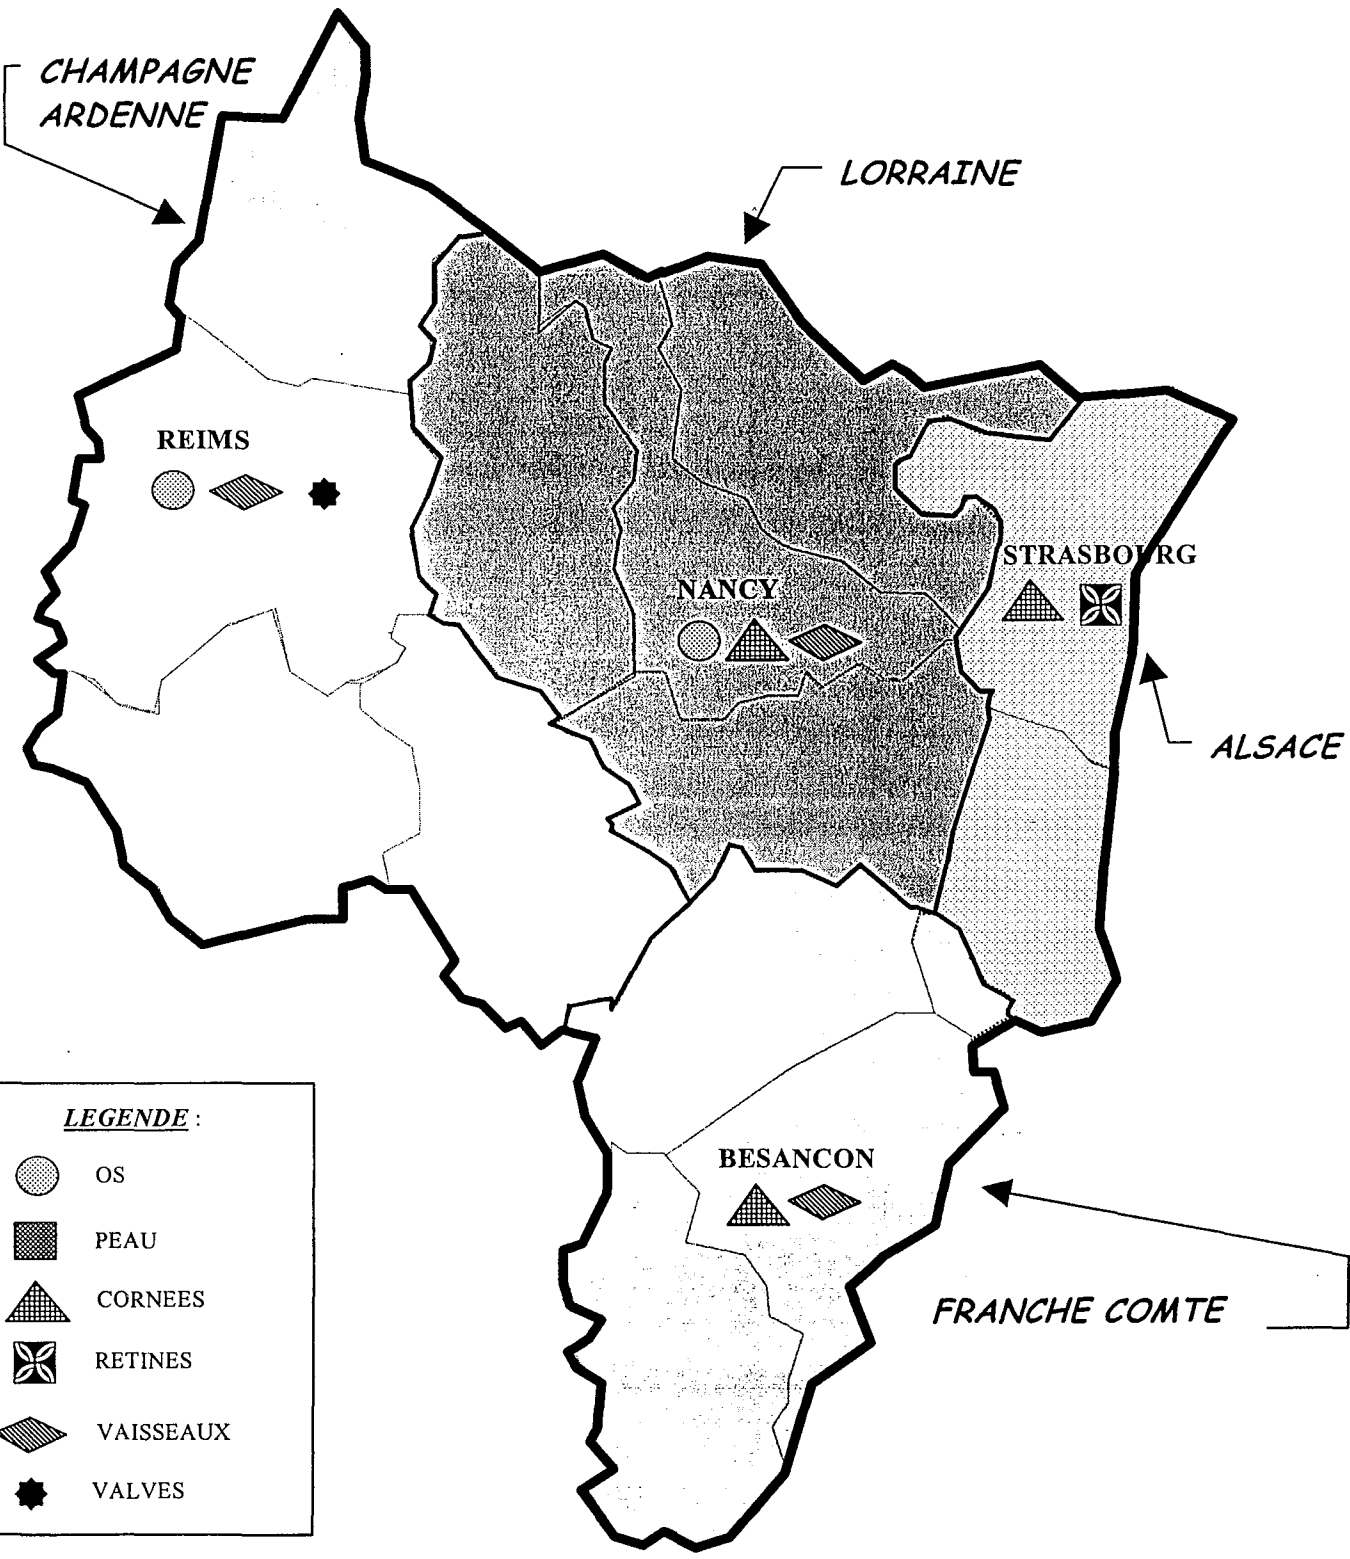 CHAMPAGNE
ARDENNE
LORRAINE
REIMS
STRASBOURG
NANCY
ALSACE
LEGENDE :
OS
PEAU
CORNEES
RETINES
VAISSEAUX
VALVES
BESANCON
FRANCHE COMTE